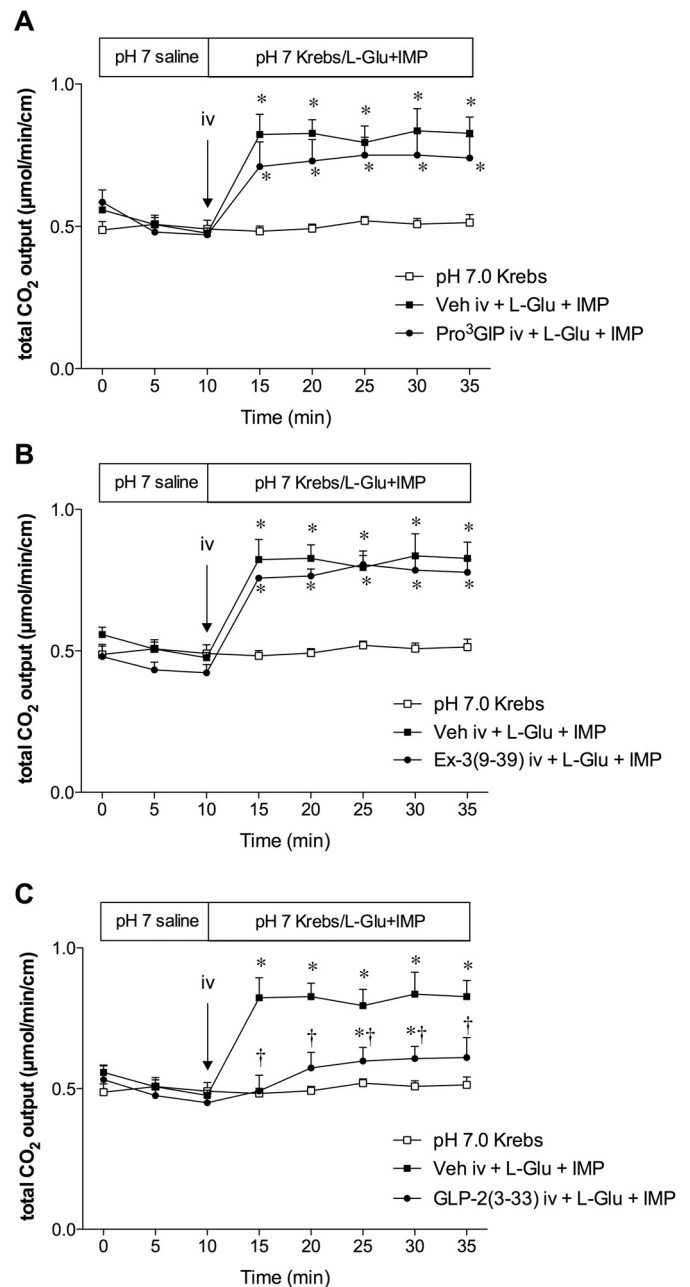 A
pH 7 saline pH 7 Krebs/L-Glu+IMP
1.0
0.5
0.0
total CO2 output (µmol/min/cm)
iv
* * * * *
* * * * *
pH 7.0 Krebs
Veh iv + L-Glu + IMP
Pro³GIP iv + L-Glu + IMP
0 5 10 15 20 25 30 35
Time (min)
B
pH 7 saline pH 7 Krebs/L-Glu+IMP
1.0
0.5
0.0
total CO2 output (µmol/min/cm)
iv
* * * * *
* * * * *
pH 7.0 Krebs
Veh iv + L-Glu + IMP
Ex-3(9-39) iv + L-Glu + IMP
0 5 10 15 20 25 30 35
Time (min)
C
pH 7 saline pH 7 Krebs/L-Glu+IMP
1.0
0.5
0.0
total CO2 output (µmol/min/cm)
iv
* * * * *
† † *† *† †
pH 7.0 Krebs
Veh iv + L-Glu + IMP
GLP-2(3-33) iv + L-Glu + IMP
0 5 10 15 20 25 30 35
Time (min)